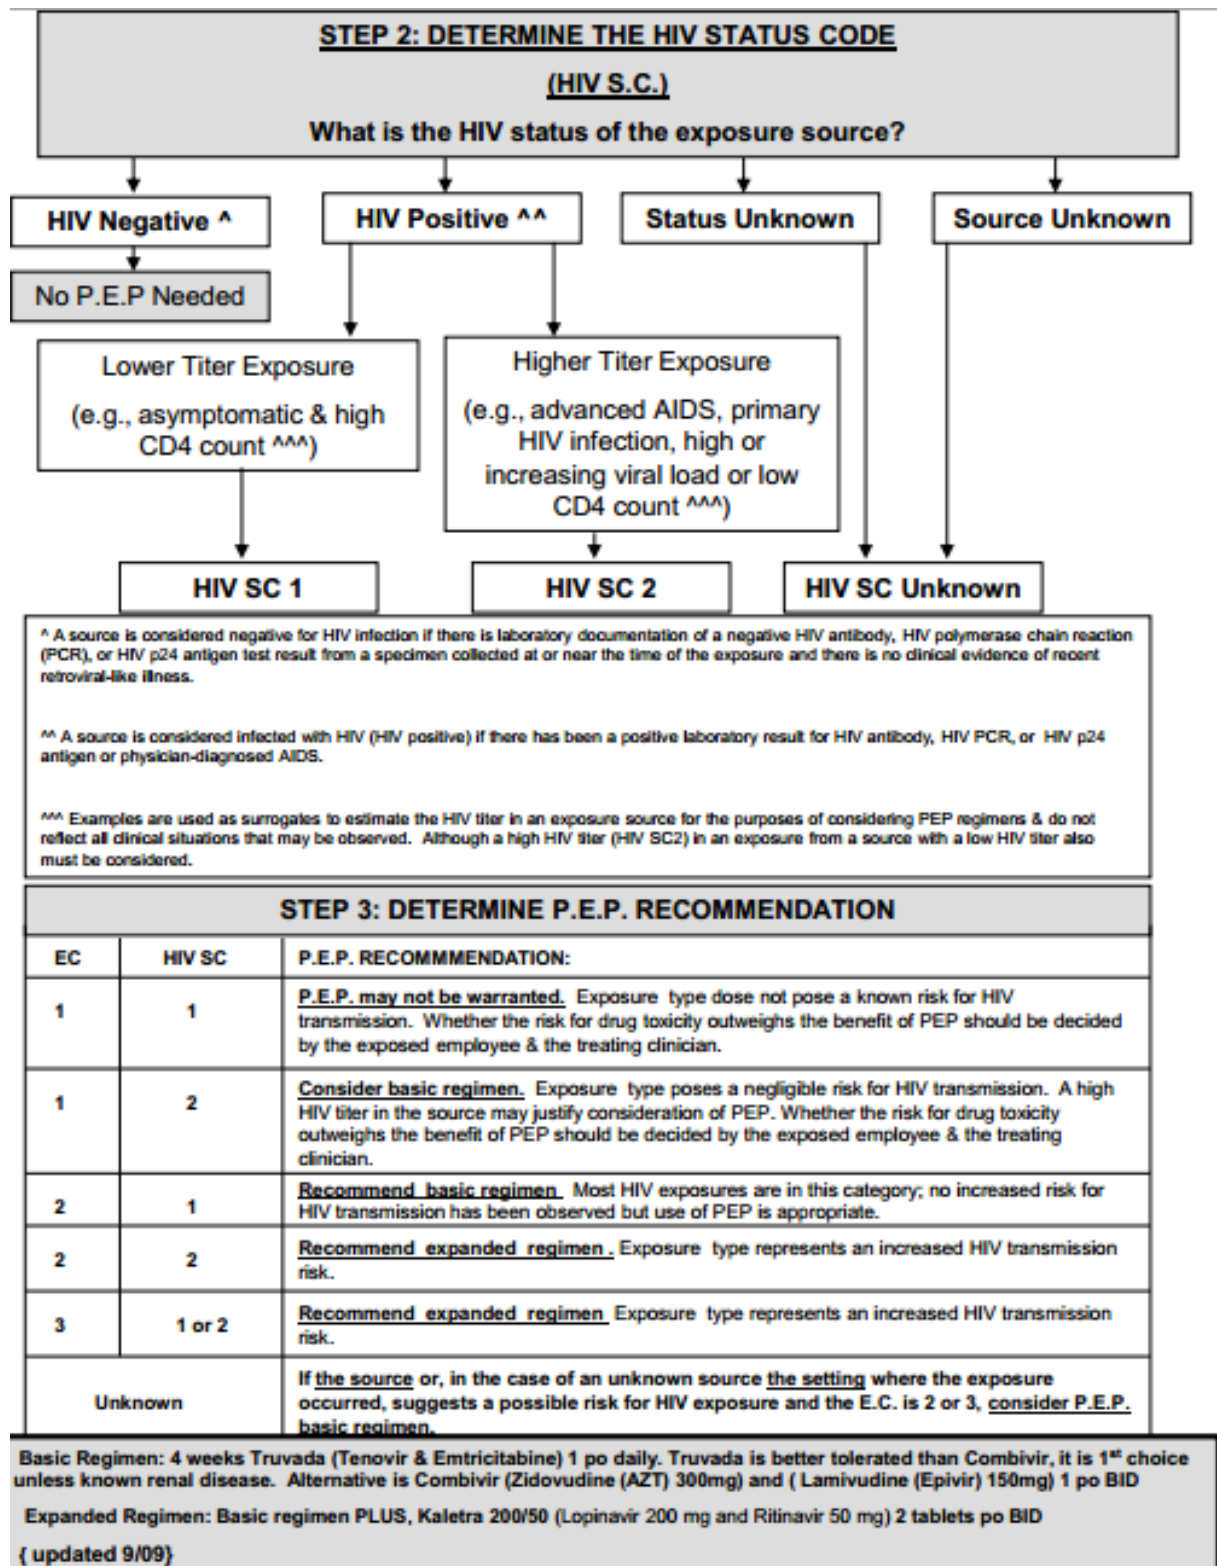 STEP 2: DETERMINE THE HIV STATUS CODE
(HIV S.C.)
What is the HIV status of the exposure source?
HIV Negative ^
HIV Positive ^^
Status Unknown
Source Unknown
No P.E.P Needed
Lower Titer Exposure
(e.g., asymptomatic & high
CD4 count ^^^)
Higher Titer Exposure
(e.g., advanced AIDS, primary
HIV infection, high or
increasing viral load or low
CD4 count ^^^)
HIV SC 1
HIV SC 2
HIV SC Unknown
^ A source is considered negative for HIV infection if there is laboratory documentation of a negative HIV antibody, HIV polymerase chain reaction
(PCR), or HIV p24 antigen test result from a specimen collected at or near the time of the exposure and there is no clinical evidence of recent
retroviral-like illness.
^^ A source is considered infected with HIV (HIV positive) if there has been a positive laboratory result for HIV antibody, HIV PCR, or HIV p24
antigen or physician-diagnosed AIDS.
^^^ Examples are used as surrogates to estimate the HIV titer in an exposure source for the purposes of considering PEP regimens & do not
reflect all clinical situations that may be observed. Although a high HIV titer (HIV SC2) in an exposure from a source with a low HIV titer also
must be considered.
STEP 3: DETERMINE P.E.P. RECOMMENDATION
EC HIV SC P.E.P. RECOMMMENDATION:
1 1 P.E.P. may not be warranted. Exposure type dose not pose a known risk for HIV
transmission. Whether the risk for drug toxicity outweighs the benefit of PEP should be decided
by the exposed employee & the treating clinician.
1 2 Consider basic regimen. Exposure type poses a negligible risk for HIV transmission. A high
HIV titer in the source may justify consideration of PEP. Whether the risk for drug toxicity
outweighs the benefit of PEP should be decided by the exposed employee & the treating
clinician.
2 1 Recommend basic regimen Most HIV exposures are in this category; no increased risk for
HIV transmission has been observed but use of PEP is appropriate.
2 2 Recommend expanded regimen . Exposure type represents an increased HIV transmission
risk.
3 1 or 2 Recommend expanded regimen Exposure type represents an increased HIV transmission
risk.
Unknown If the source or, in the case of an unknown source the setting where the exposure
occurred, suggests a possible risk for HIV exposure and the E.C. is 2 or 3, consider P.E.P.
basic regimen.
Basic Regimen: 4 weeks Truvada (Tenovir & Emtricitabine) 1 po daily. Truvada is better tolerated than Combivir, it is 1st choice
unless known renal disease. Alternative is Combivir (Zidovudine (AZT) 300mg) and ( Lamivudine (Epivir) 150mg) 1 po BID
Expanded Regimen: Basic regimen PLUS, Kaletra 200/50 (Lopinavir 200 mg and Ritinavir 50 mg) 2 tablets po BID
{ updated 9/09}